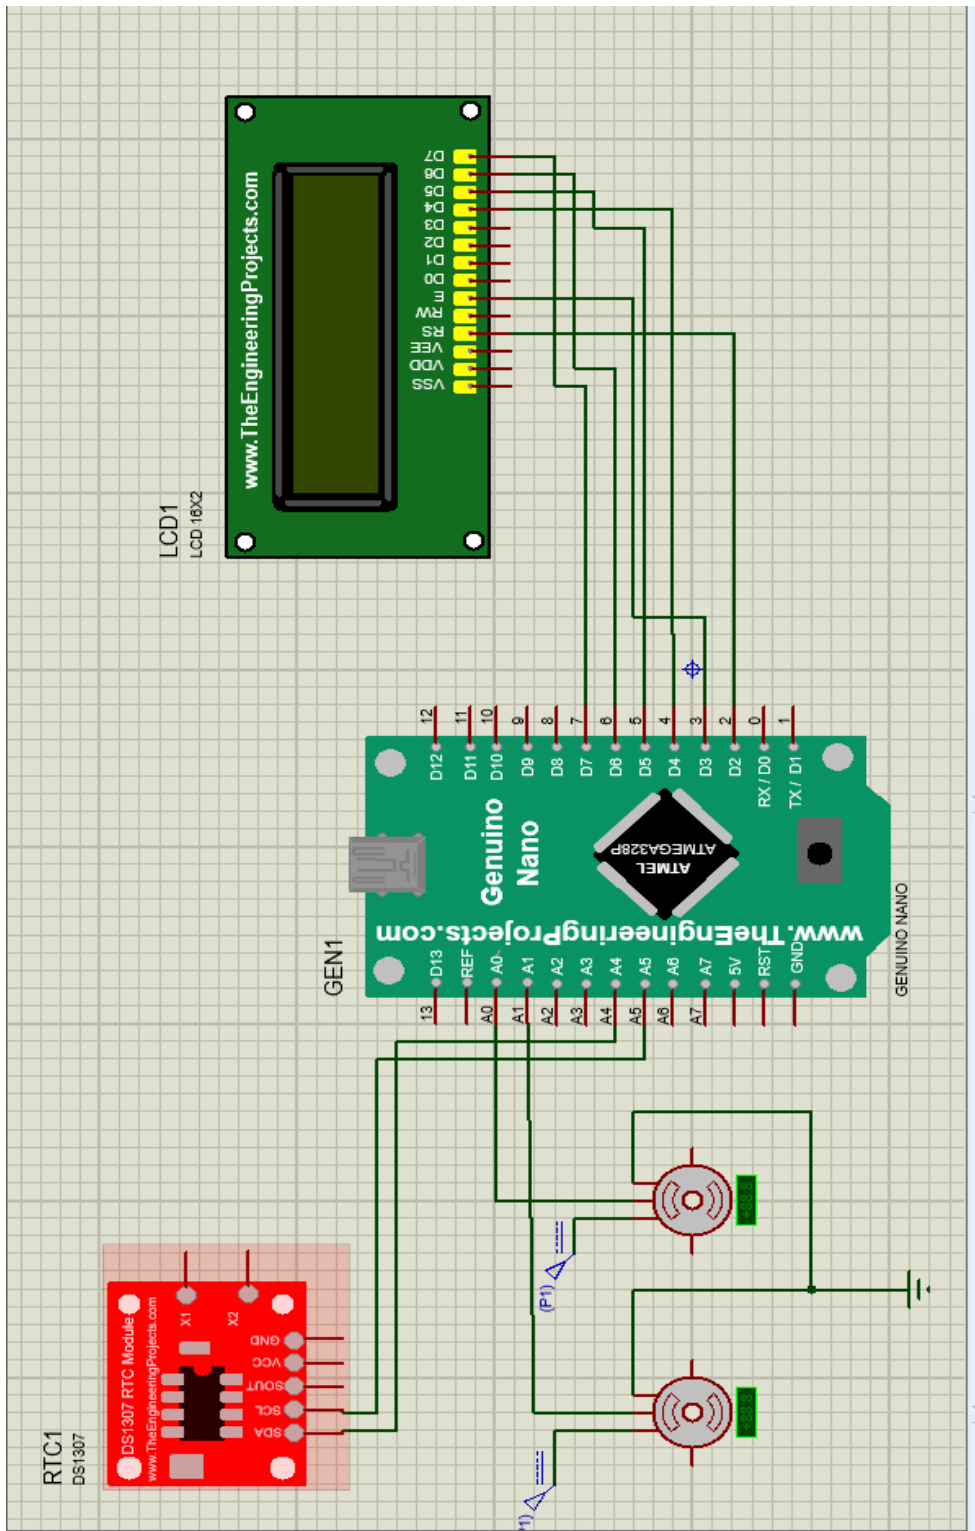 LCD1
LCD 16X2
www.TheEngineeringProjects.com
D7
D6
D5
D4
D3
D2
D1
D0
E
RW
RS
VEE
VDD
VSS
GEN1
GENUINO NANO
Genuino
Nano
ATMEL
ATMEGA328P
www.TheEngineeringProjects.com
12
11
10
9
8
7
6
5
4
3
2
0
1
D12
D11
D10
D9
D8
D7
D6
D5
D4
D3
D2
RX / D0
TX / D1
D13
REF
A0
A1
A2
A3
A4
A5
A6
A7
5V
RST
GND
13
A0
A1
A2
A3
A4
A5
A6
A7
RTC1
DS1307
DS1307 RTC Module
www.TheEngineeringProjects.com
X1
X2
GND
VCC
SOUT
SCL
SDA
(P1)
+88.8
P1)
+88.8